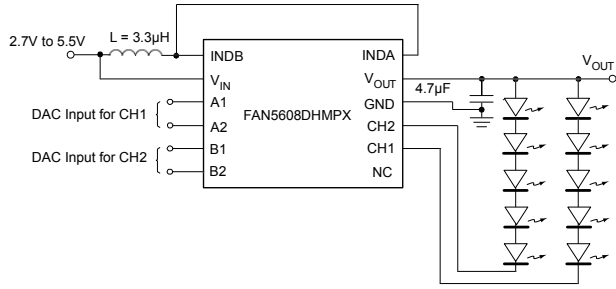 2.7V to 5.5V
L = 3.3µH
INDB
INDA
VIN
VOUT
4.7µF
VOUT
DAC Input for CH1
A1
FAN5608DHMPX
GND
A2
CH2
DAC Input for CH2
B1
CH1
B2
NC